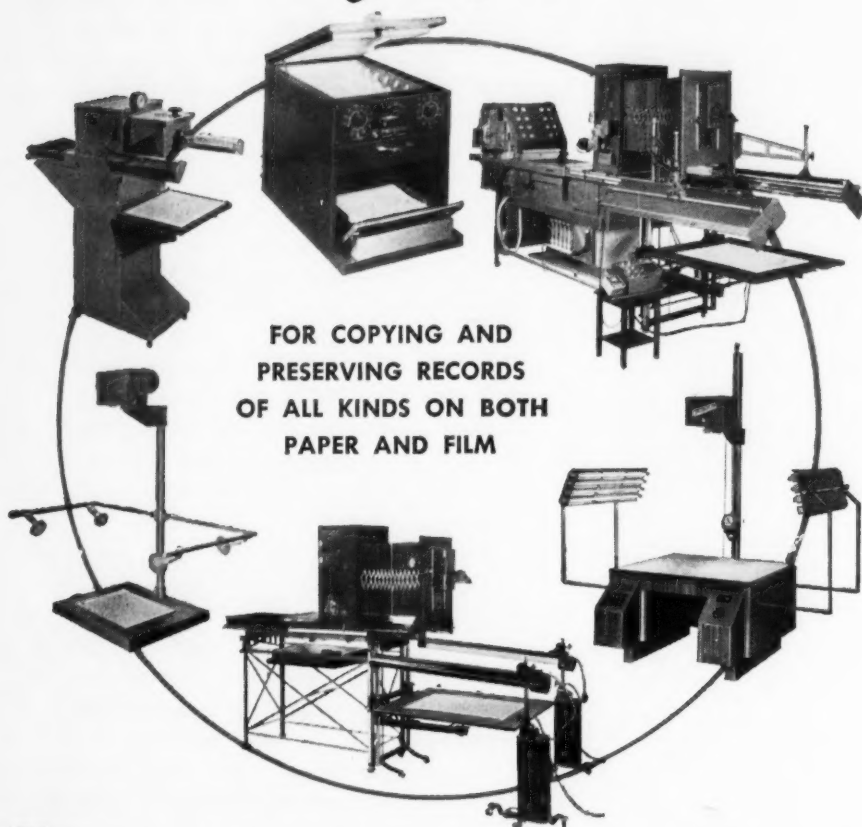 FOR COPYING AND
PRESERVING RECORDS
OF ALL KINDS ON BOTH
PAPER AND FILM